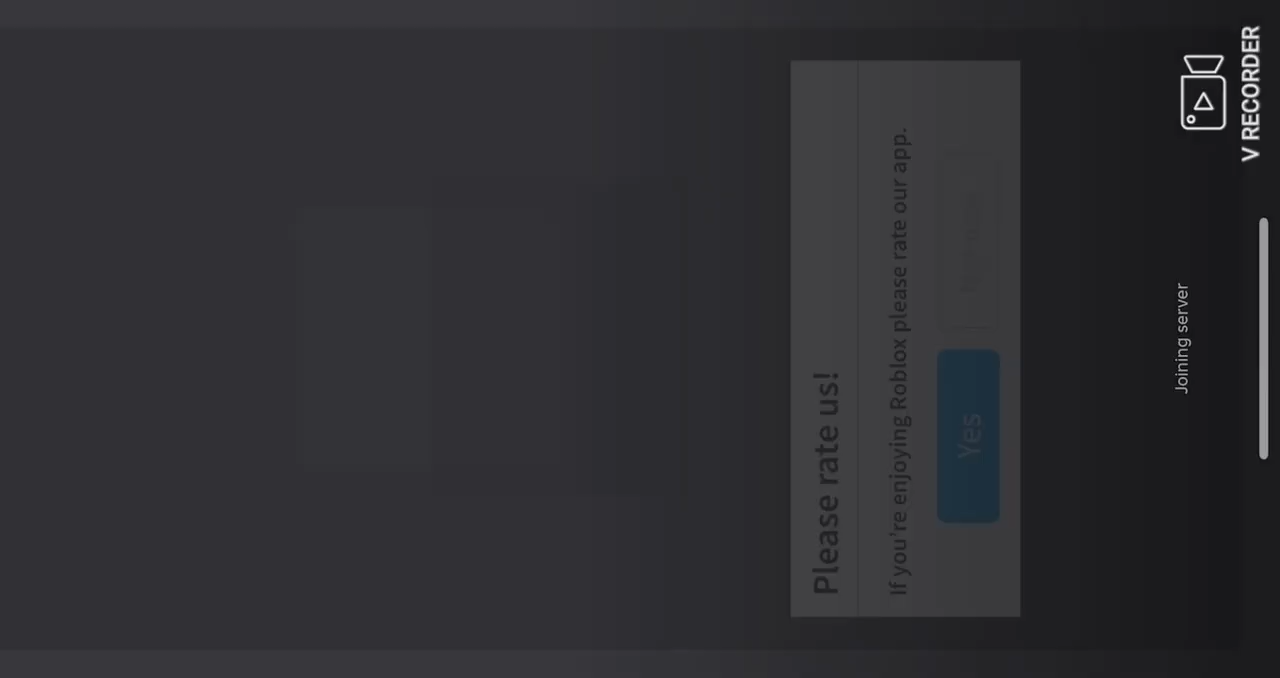 Please rate us!
If you're enjoying Roblox please rate our app.
Yes
Joining server
V RECORDER